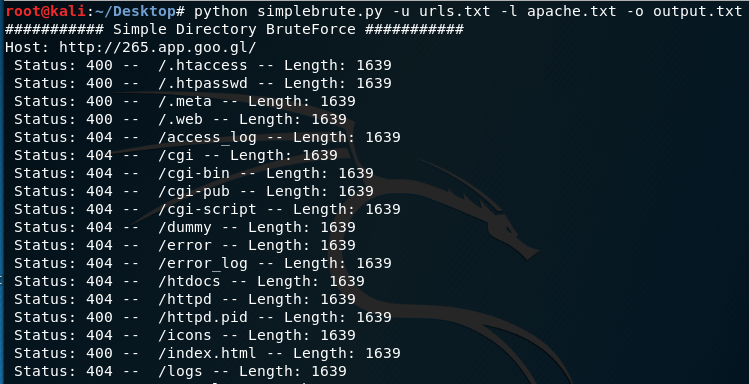 root@kali:~/Desktop# python simplebrute.py -u urls.txt -l apache.txt -o output.txt
########### Simple Directory BruteForce ###########
Host: http://265.app.goo.gl/
Status: 400 --  /.htaccess -- Length: 1639
Status: 400 --  /.htpasswd -- Length: 1639
Status: 400 --  /.meta -- Length: 1639
Status: 400 --  /.web -- Length: 1639
Status: 404 --  /access_log -- Length: 1639
Status: 404 --  /cgi -- Length: 1639
Status: 404 --  /cgi-bin -- Length: 1639
Status: 404 --  /cgi-pub -- Length: 1639
Status: 404 --  /cgi-script -- Length: 1639
Status: 404 --  /dummy -- Length: 1639
Status: 404 --  /error -- Length: 1639
Status: 404 --  /error_log -- Length: 1639
Status: 404 --  /htdocs -- Length: 1639
Status: 404 --  /httpd -- Length: 1639
Status: 400 --  /httpd.pid -- Length: 1639
Status: 404 --  /icons -- Length: 1639
Status: 400 --  /index.html -- Length: 1639
Status: 404 --  /logs -- Length: 1639